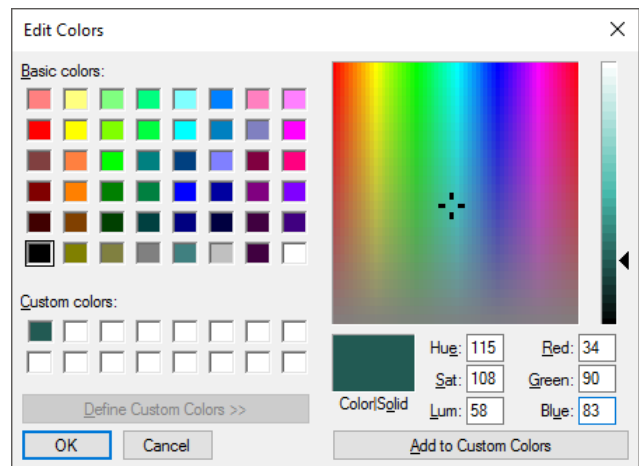 Edit Colors
Basic colors:
Custom colors:
Define Custom Colors >>
OK
Cancel
Color|Solid
Hue: 115
Sat: 108
Lum: 58
Red: 34
Green: 90
Blue: 83
Add to Custom Colors